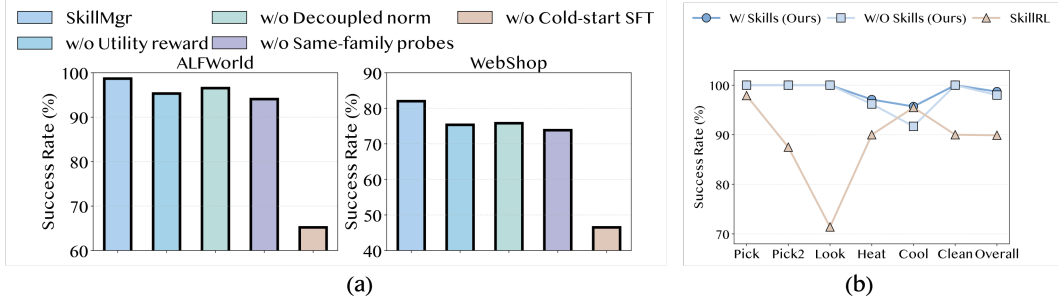 SkillMgr w/o Decoupled norm w/o Cold-start SFT
w/o Utility reward w/o Same-family probes
ALFWorld
Success Rate (%)
100
90
80
70
60
WebShop
Success Rate (%)
90
80
70
60
50
40
(a)
W/ Skills (Ours) W/O Skills (Ours) SkillRL
Success Rate (%)
100
90
80
70
Pick Pick2 Look Heat Cool Clean Overall
(b)